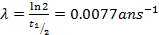 λ = ln2 / t₁/₂ = 0.0077ans⁻¹